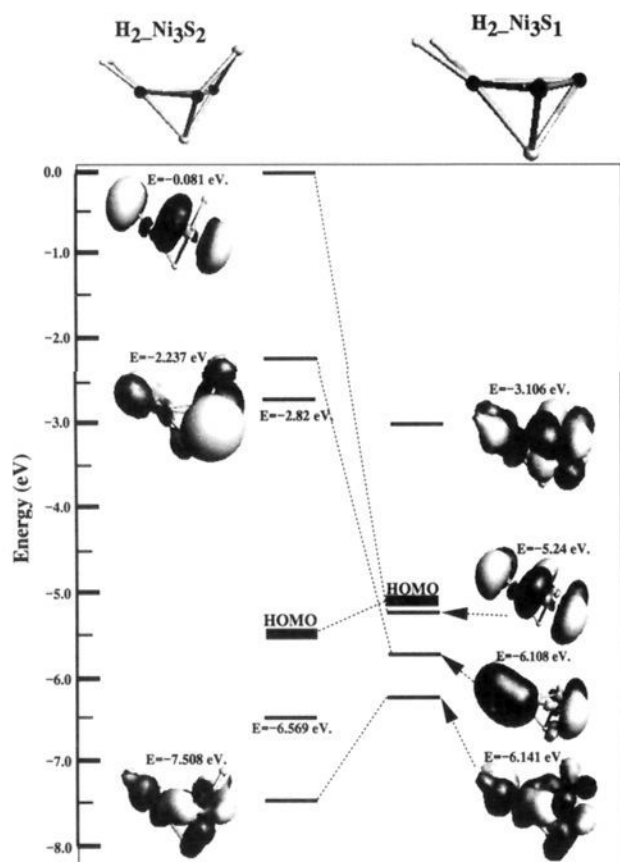 H2_Ni3S2
H2_Ni3S1
Energy (eV)
0.0
−1.0
−2.0
−3.0
−4.0
−5.0
−6.0
−7.0
−8.0
E=−0.081 eV.
E=−2.237 eV.
E=−2.82 eV.
HOMO
E=−6.569 eV.
E=−7.508 eV.
E=−3.106 eV.
E=−5.24 eV.
HOMO
E=−6.108 eV.
E=−6.141 eV.